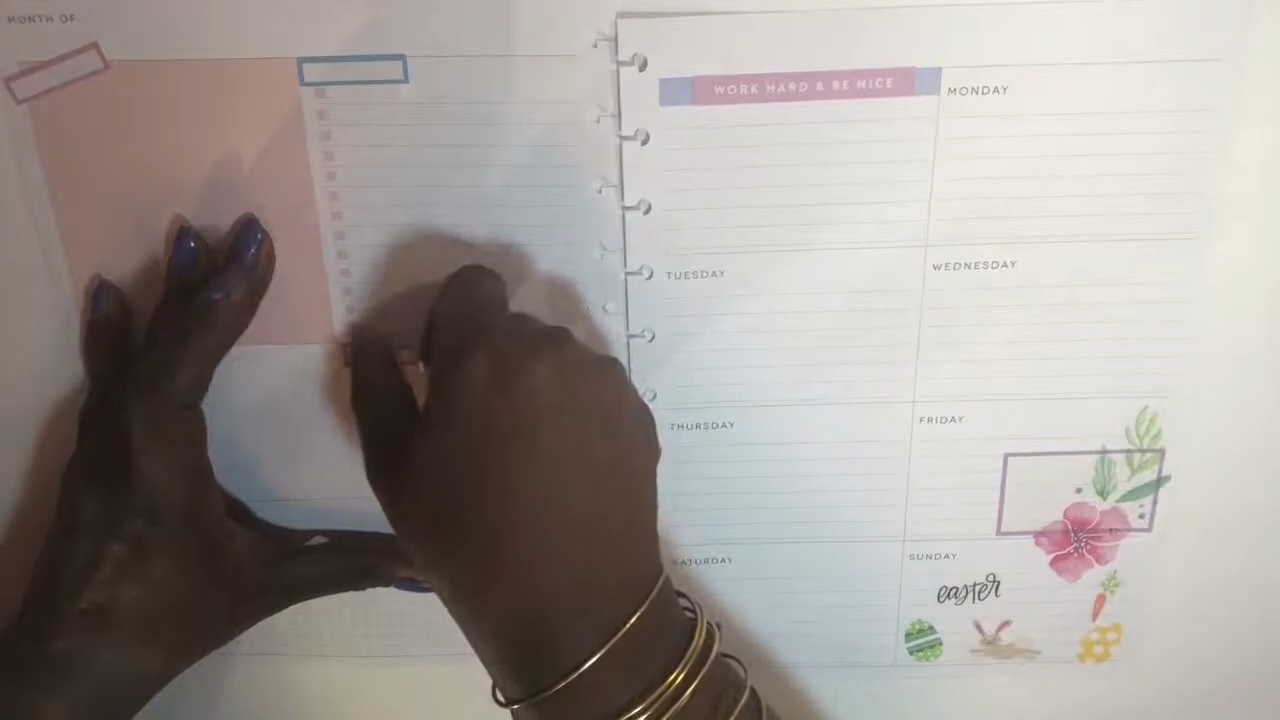 MONTH OF
WORK HARD & BE NICE
MONDAY
TUESDAY
WEDNESDAY
THURSDAY
FRIDAY
SATURDAY
SUNDAY
easter